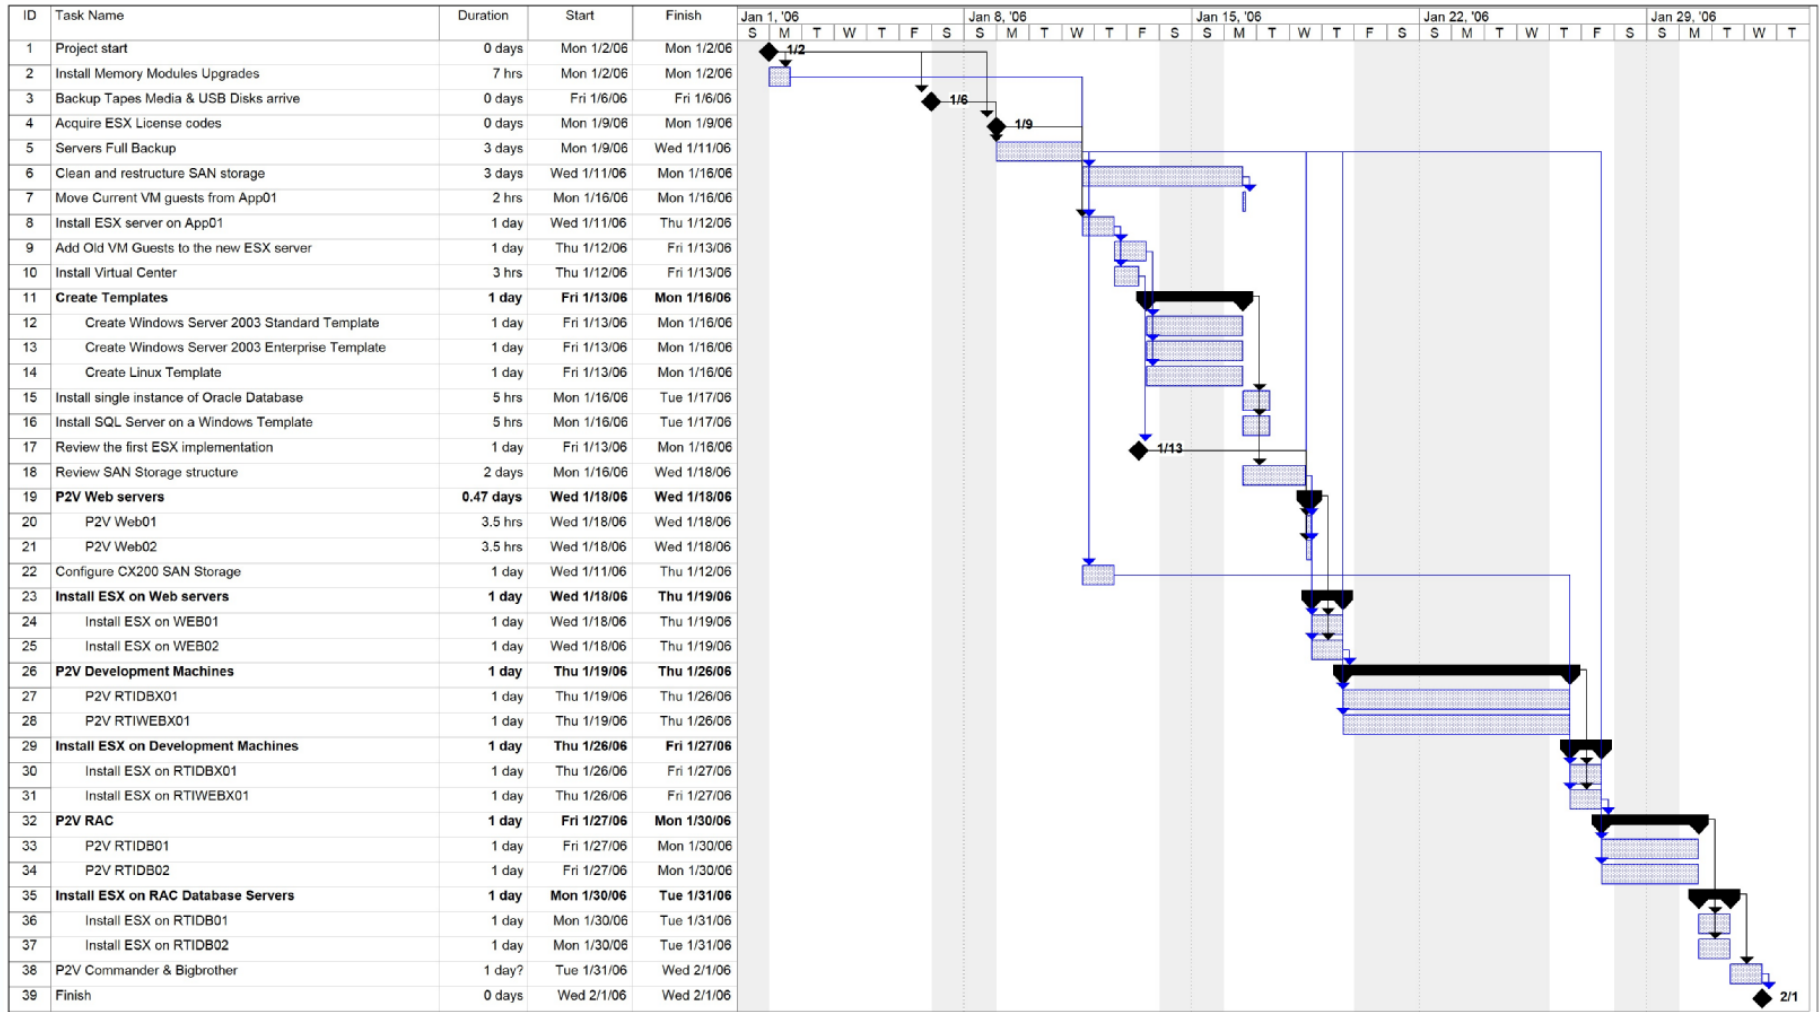 ID Task Name Duration Start Finish Jan 1, '06 Jan 8, '06 Jan 15, '06 Jan 22, '06 Jan 29, '06
S M T W T F S S M T W T F S S M T W T F S S M T W T F S S M T W T
1 Project start 0 days Mon 1/2/06 Mon 1/2/06 1/2
2 Install Memory Modules Upgrades 7 hrs Mon 1/2/06 Mon 1/2/06
3 Backup Tapes Media & USB Disks arrive 0 days Fri 1/6/06 Fri 1/6/06 1/6
4 Acquire ESX License codes 0 days Mon 1/9/06 Mon 1/9/06 1/9
5 Servers Full Backup 3 days Mon 1/9/06 Wed 1/11/06
6 Clean and restructure SAN storage 3 days Wed 1/11/06 Mon 1/16/06
7 Move Current VM guests from App01 2 hrs Mon 1/16/06 Mon 1/16/06
8 Install ESX server on App01 1 day Wed 1/11/06 Thu 1/12/06
9 Add Old VM Guests to the new ESX server 1 day Thu 1/12/06 Fri 1/13/06
10 Install Virtual Center 3 hrs Thu 1/12/06 Fri 1/13/06
11 Create Templates 1 day Fri 1/13/06 Mon 1/16/06
12 Create Windows Server 2003 Standard Template 1 day Fri 1/13/06 Mon 1/16/06
13 Create Windows Server 2003 Enterprise Template 1 day Fri 1/13/06 Mon 1/16/06
14 Create Linux Template 1 day Fri 1/13/06 Mon 1/16/06
15 Install single instance of Oracle Database 5 hrs Mon 1/16/06 Tue 1/17/06
16 Install SQL Server on a Windows Template 5 hrs Mon 1/16/06 Tue 1/17/06
17 Review the first ESX implementation 1 day Fri 1/13/06 Mon 1/16/06 1/13
18 Review SAN Storage structure 2 days Mon 1/16/06 Wed 1/18/06
19 P2V Web servers 0.47 days Wed 1/18/06 Wed 1/18/06
20 P2V Web01 3.5 hrs Wed 1/18/06 Wed 1/18/06
21 P2V Web02 3.5 hrs Wed 1/18/06 Wed 1/18/06
22 Configure CX200 SAN Storage 1 day Wed 1/11/06 Thu 1/12/06
23 Install ESX on Web servers 1 day Wed 1/18/06 Thu 1/19/06
24 Install ESX on WEB01 1 day Wed 1/18/06 Thu 1/19/06
25 Install ESX on WEB02 1 day Wed 1/18/06 Thu 1/19/06
26 P2V Development Machines 1 day Thu 1/19/06 Thu 1/26/06
27 P2V RTIDBX01 1 day Thu 1/19/06 Thu 1/26/06
28 P2V RTIWEBX01 1 day Thu 1/19/06 Thu 1/26/06
29 Install ESX on Development Machines 1 day Thu 1/26/06 Fri 1/27/06
30 Install ESX on RTIDBX01 1 day Thu 1/26/06 Fri 1/27/06
31 Install ESX on RTIWEBX01 1 day Thu 1/26/06 Fri 1/27/06
32 P2V RAC 1 day Fri 1/27/06 Mon 1/30/06
33 P2V RTIDB01 1 day Fri 1/27/06 Mon 1/30/06
34 P2V RTIDB02 1 day Fri 1/27/06 Mon 1/30/06
35 Install ESX on RAC Database Servers 1 day Mon 1/30/06 Tue 1/31/06
36 Install ESX on RTIDB01 1 day Mon 1/30/06 Tue 1/31/06
37 Install ESX on RTIDB02 1 day Mon 1/30/06 Tue 1/31/06
38 P2V Commander & Bigbrother 1 day? Tue 1/31/06 Wed 2/1/06
39 Finish 0 days Wed 2/1/06 Wed 2/1/06 2/1